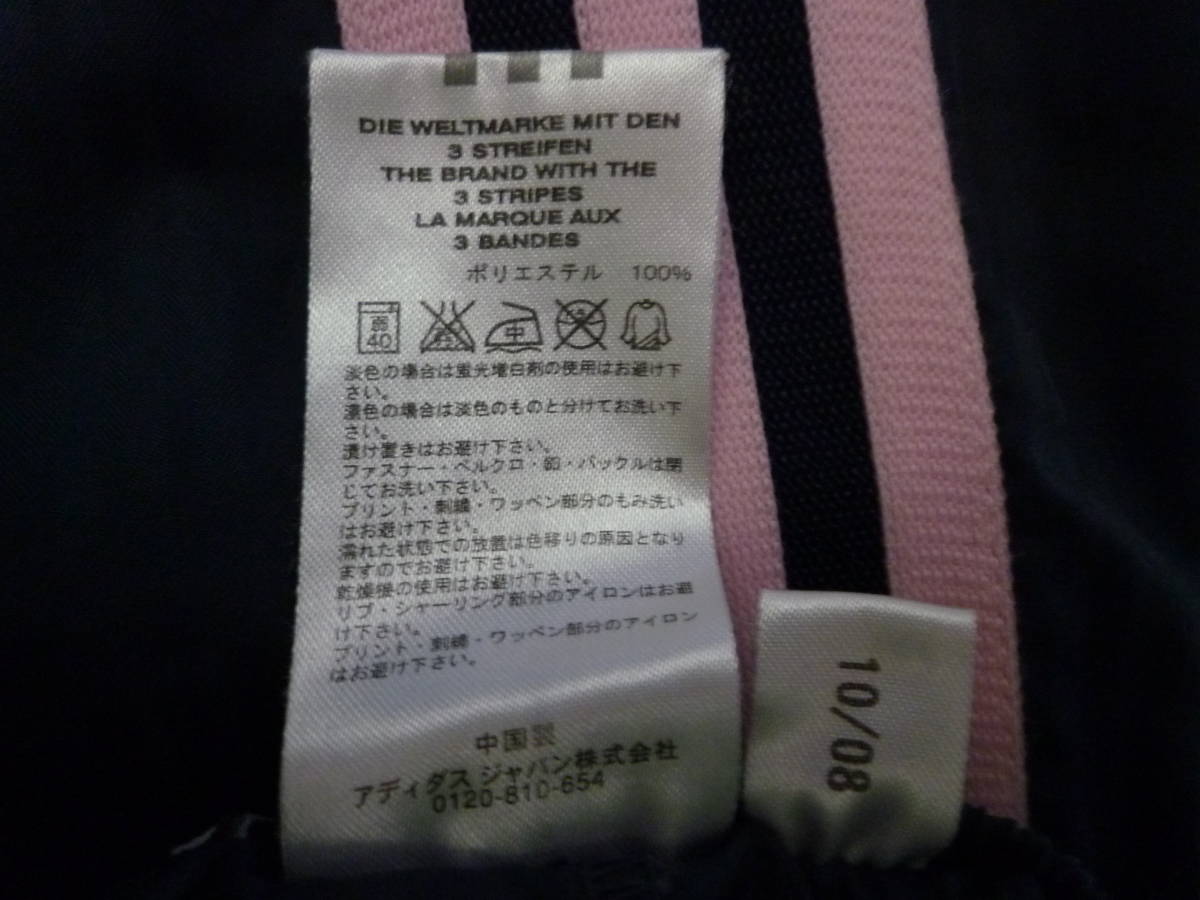 DIE WELTMARKE MIT DEN
3 STREIFEN
THE BRAND WITH THE
3 STRIPES
LA MARQUE AUX
3 BANDES
ポリエステル 100%
弱
40
中
淡色の場合は蛍光増白剤の使用はお避け下
さい。
濃色の場合は淡色のものと分けてお洗い下
さい。
漬け置きはお避け下さい。
ファスナー・ベルクロ・釦・バックルは閉
じてお洗い下さい。
プリント・刺繍・ワッペン部分のもみ洗い
はお避け下さい。
濡れた状態での放置は色移りの原因となり
ますのでお避け下さい。
乾燥機の使用はお避け下さい。
リブ・シャーリング部分のアイロンはお避
け下さい。
プリント・刺繍・ワッペン部分のアイロン
はお避け下さい。
中国製
アディダス ジャパン株式会社
0120-810-654
10/08